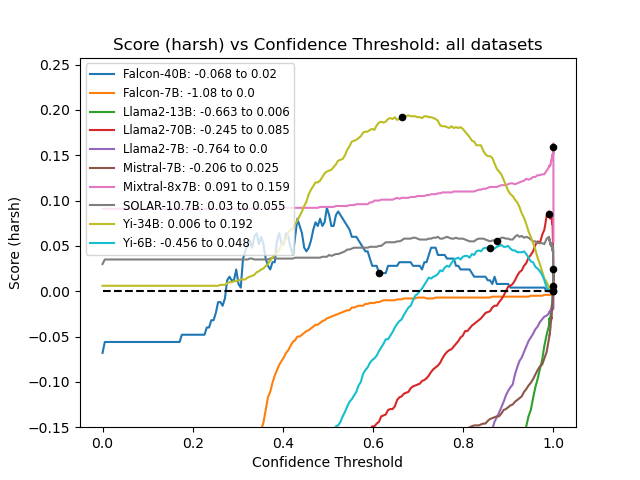 Score (harsh) vs Confidence Threshold: all datasets
Score (harsh)
0.25
0.20
0.15
0.10
0.05
0.00
−0.05
−0.10
−0.15
Falcon-40B: -0.068 to 0.02
Falcon-7B: -1.08 to 0.0
Llama2-13B: -0.663 to 0.006
Llama2-70B: -0.245 to 0.085
Llama2-7B: -0.764 to 0.0
Mistral-7B: -0.206 to 0.025
Mixtral-8x7B: 0.091 to 0.159
SOLAR-10.7B: 0.03 to 0.055
Yi-34B: 0.006 to 0.192
Yi-6B: -0.456 to 0.048
0.0
0.2
0.4
0.6
0.8
1.0
Confidence Threshold